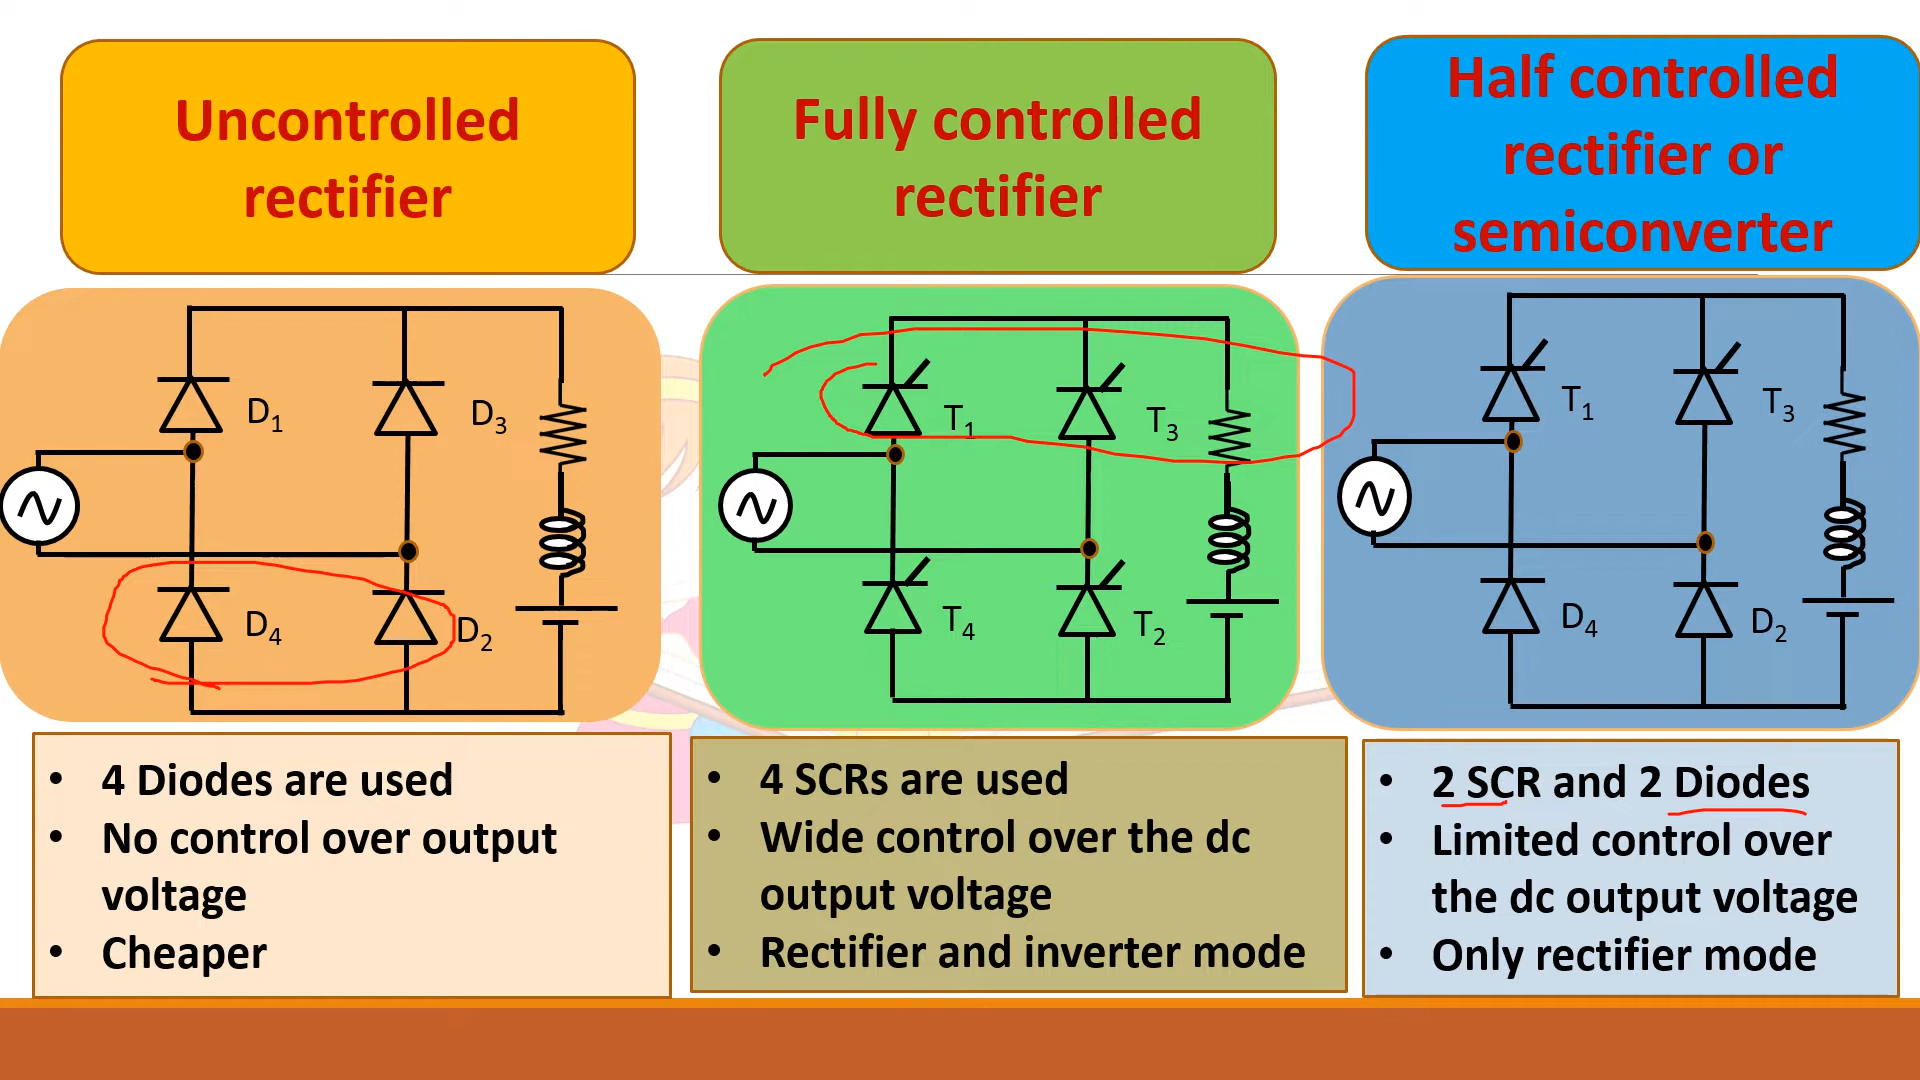 Uncontrolled
rectifier
Fully controlled
rectifier
Half controlled
rectifier or
semiconverter
D1
D3
D4
D2
T1
T3
T4
T2
T1
T3
D4
D2
• 4 Diodes are used
• No control over output
voltage
• Cheaper
• 4 SCRs are used
• Wide control over the dc
output voltage
• Rectifier and inverter mode
• 2 SCR and 2 Diodes
• Limited control over
the dc output voltage
• Only rectifier mode